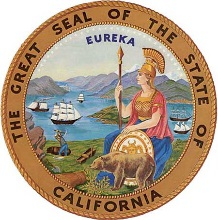 THE GREAT SEAL OF THE STATE OF
CALIFORNIA
EUREKA